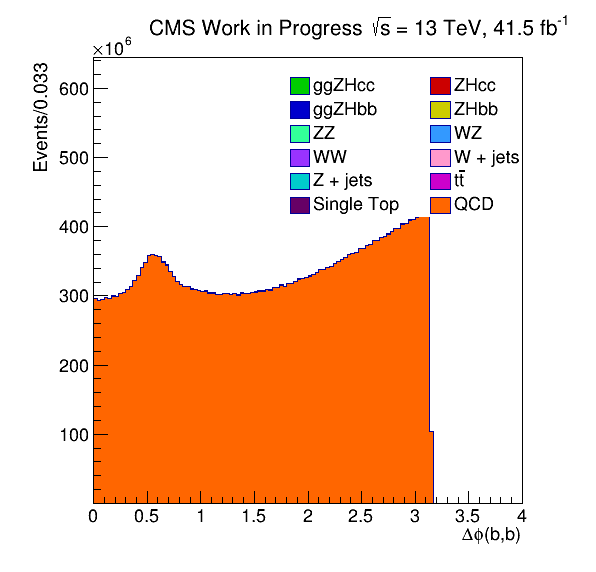 CMS Work in Progress √s = 13 TeV, 41.5 fb⁻¹
×10⁶
Events/0.033
600
500
400
300
200
100
ggZHcc ZHcc
ggZHbb ZHbb
ZZ WZ
WW W + jets
Z + jets tt̄
Single Top QCD
0 0.5 1 1.5 2 2.5 3 3.5 4
Δϕ(b,b)